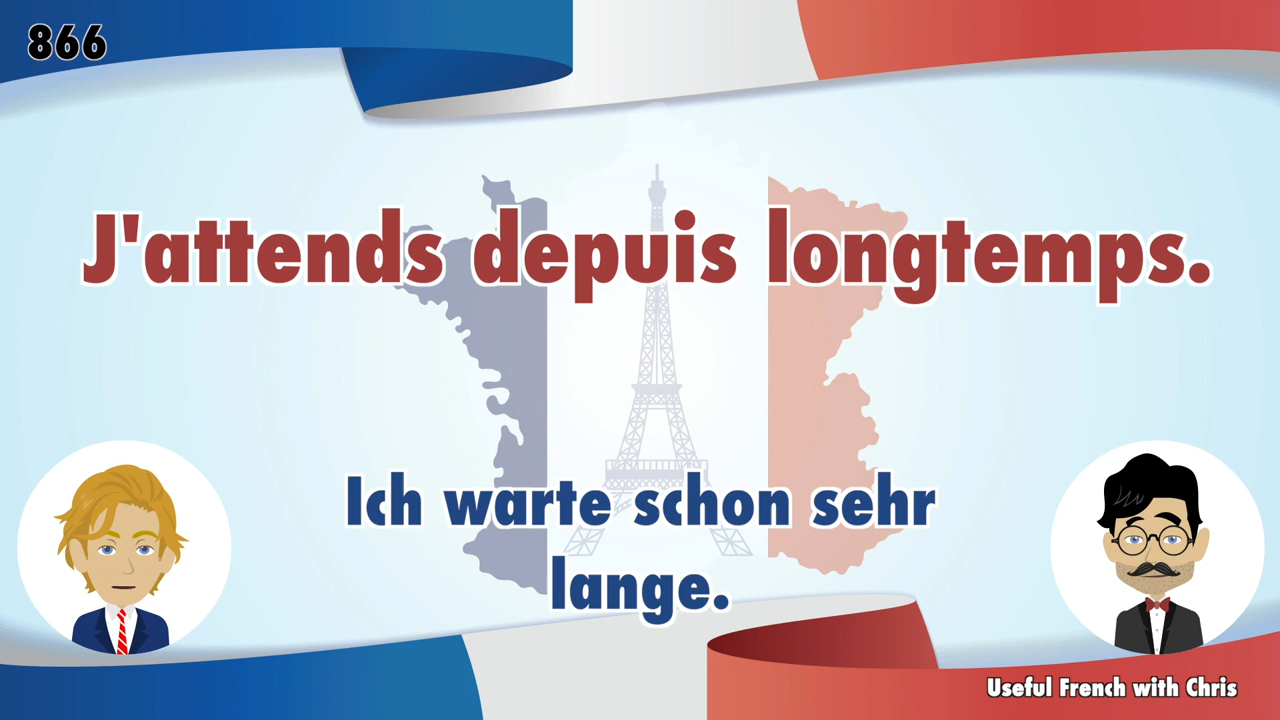 866
J'attends depuis longtemps.
Ich warte schon sehr
lange.
Useful French with Chris